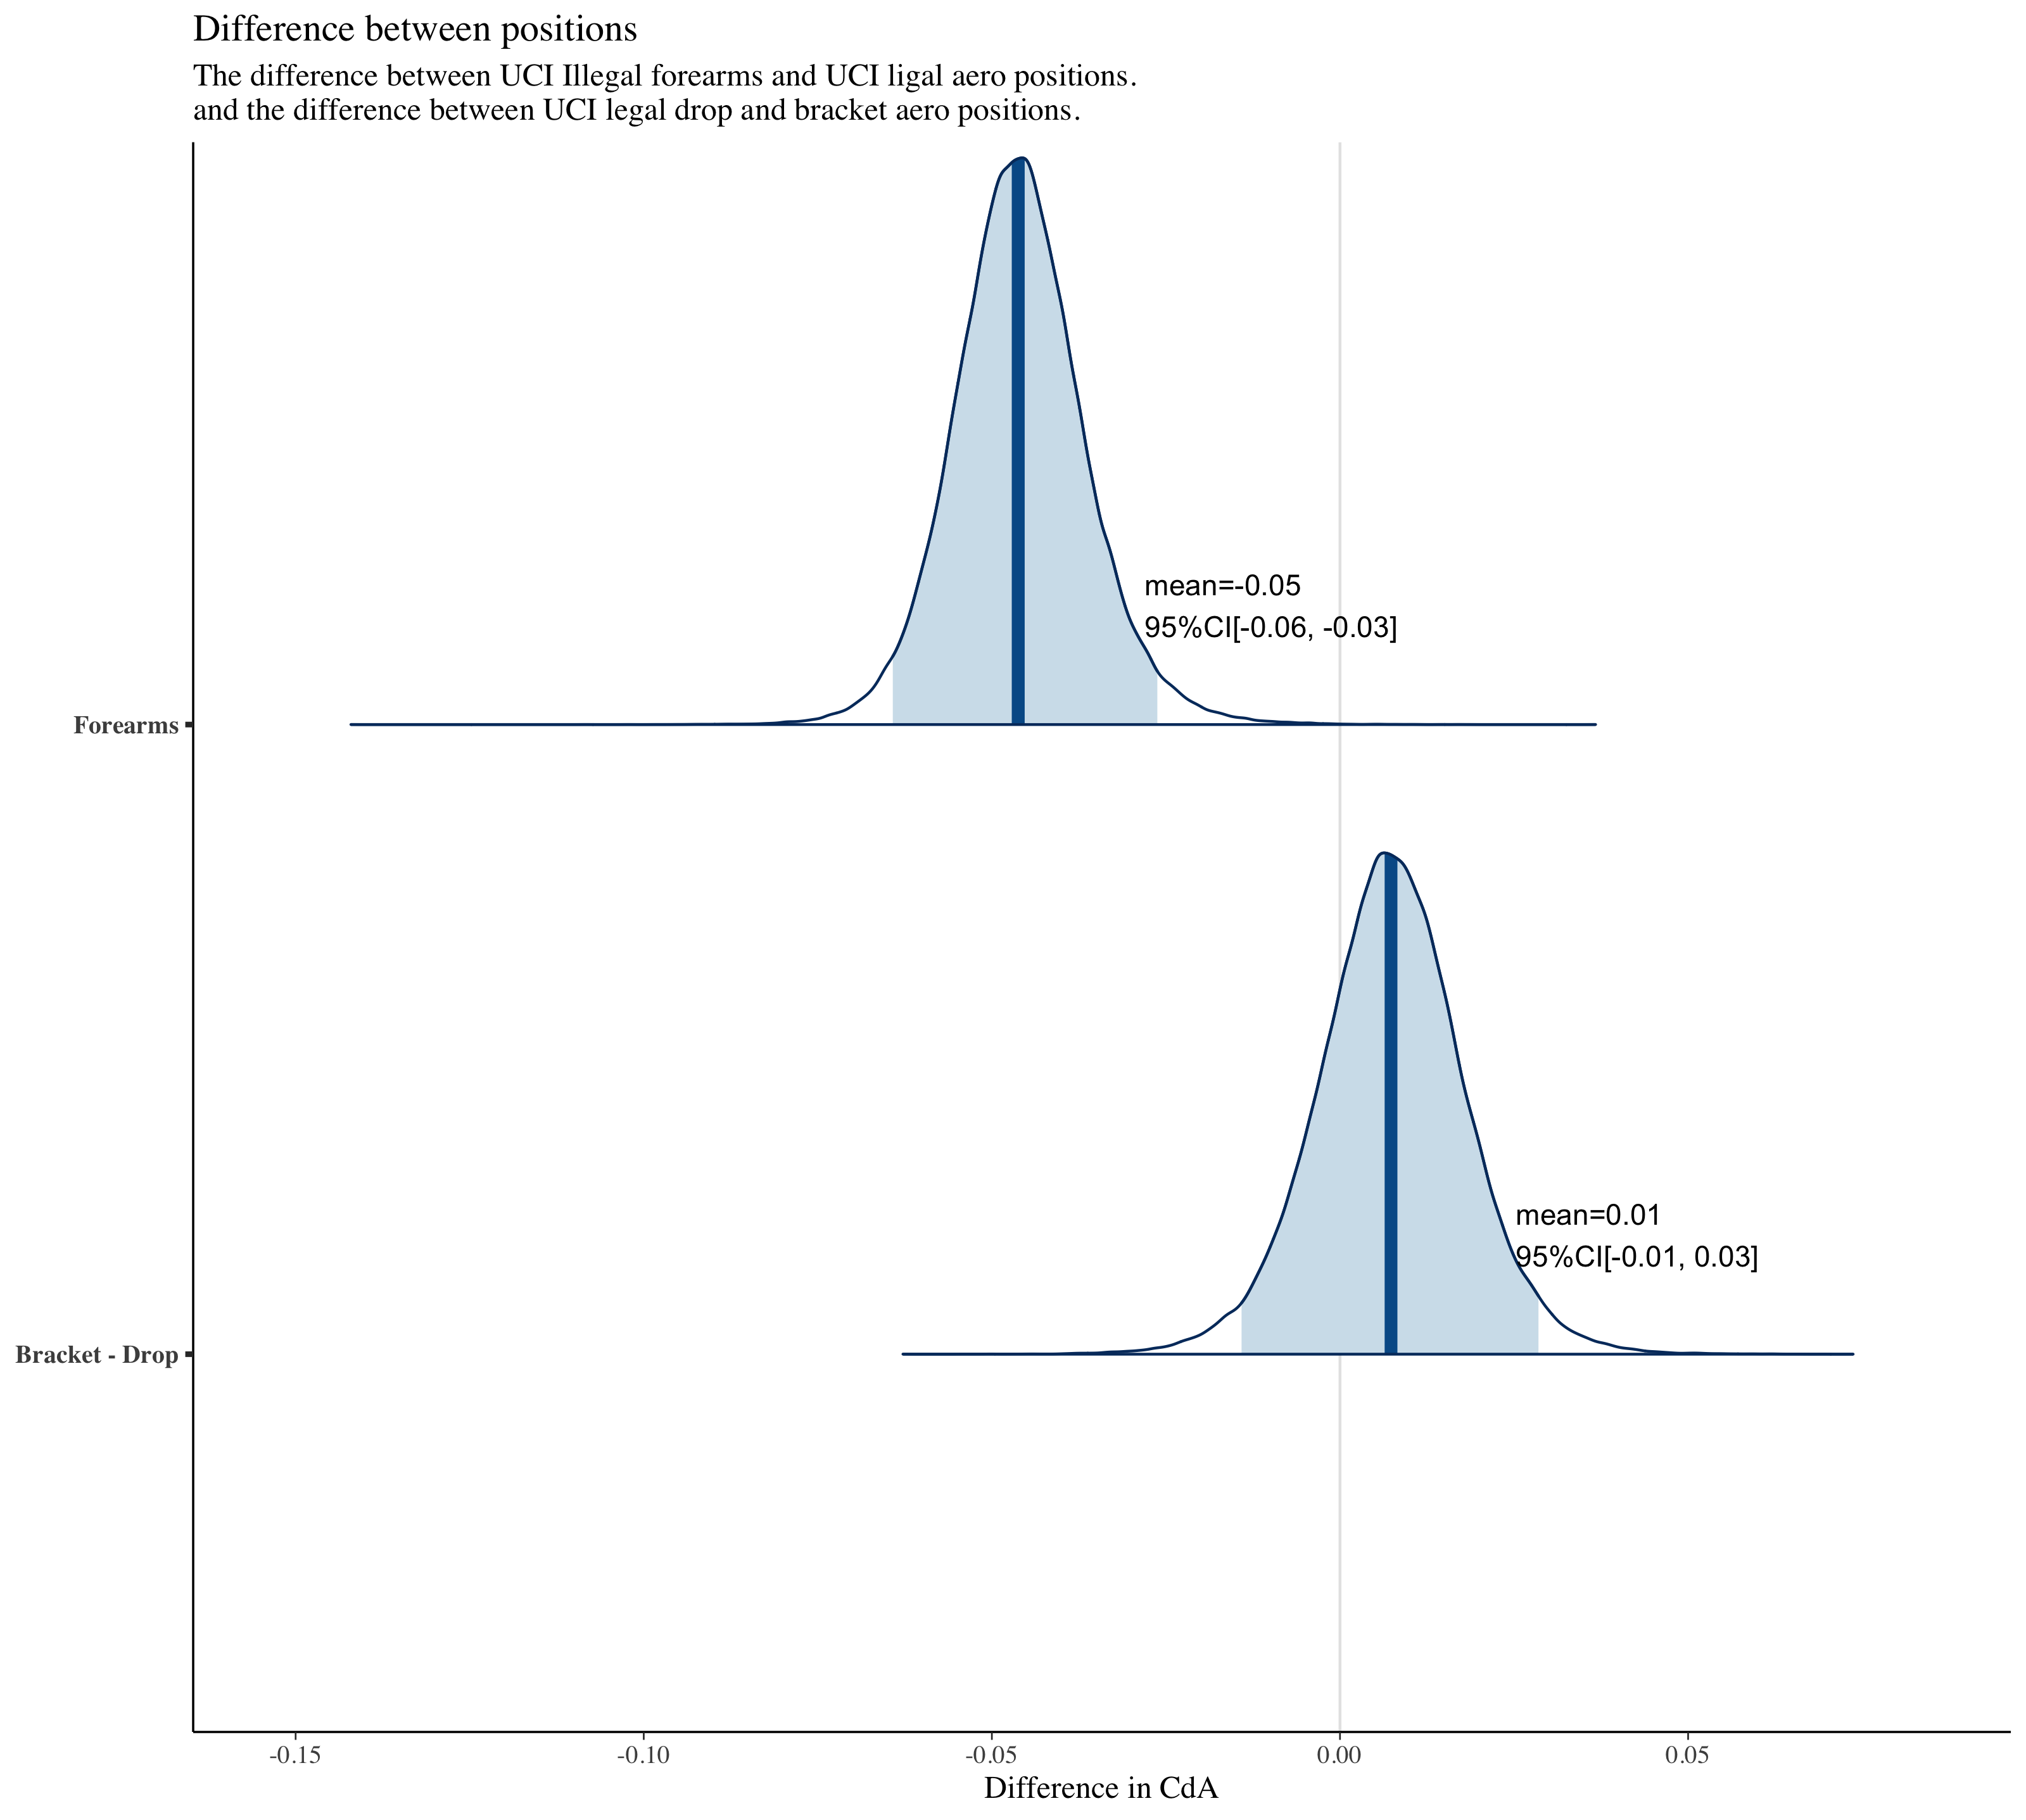 Difference between positions
The difference between UCI Illegal forearms and UCI ligal aero positions.
and the difference between UCI legal drop and bracket aero positions.
mean=-0.05
95%CI[-0.06, -0.03]
Forearms
mean=0.01
95%CI[-0.01, 0.03]
Bracket - Drop
-0.15
-0.10
-0.05
0.00
0.05
Difference in CdA